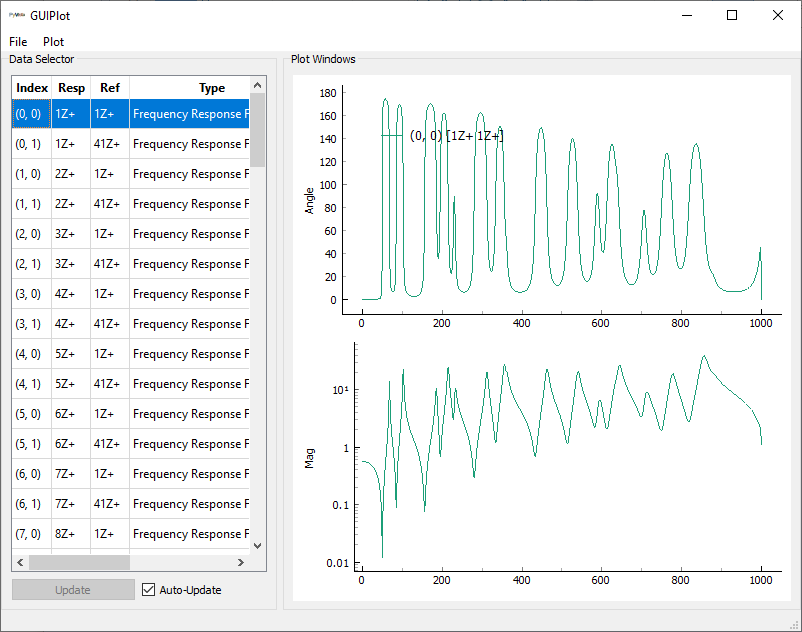 GUIPlot
File Plot
Data Selector
Index Resp Ref Type
(0, 0) 1Z+ 1Z+ Frequency Response F
(0, 1) 1Z+ 41Z+ Frequency Response F
(1, 0) 2Z+ 1Z+ Frequency Response F
(1, 1) 2Z+ 41Z+ Frequency Response F
(2, 0) 3Z+ 1Z+ Frequency Response F
(2, 1) 3Z+ 41Z+ Frequency Response F
(3, 0) 4Z+ 1Z+ Frequency Response F
(3, 1) 4Z+ 41Z+ Frequency Response F
(4, 0) 5Z+ 1Z+ Frequency Response F
(4, 1) 5Z+ 41Z+ Frequency Response F
(5, 0) 6Z+ 1Z+ Frequency Response F
(5, 1) 6Z+ 41Z+ Frequency Response F
(6, 0) 7Z+ 1Z+ Frequency Response F
(6, 1) 7Z+ 41Z+ Frequency Response F
(7, 0) 8Z+ 1Z+ Frequency Response F
Update
Auto-Update
Plot Windows
180
160
140
120
100
80
60
40
20
0
Angle
(0, 0) [1Z+ 1Z+]
0 200 400 600 800 1000
10¹
1
0.1
0.01
Mag
0 200 400 600 800 1000